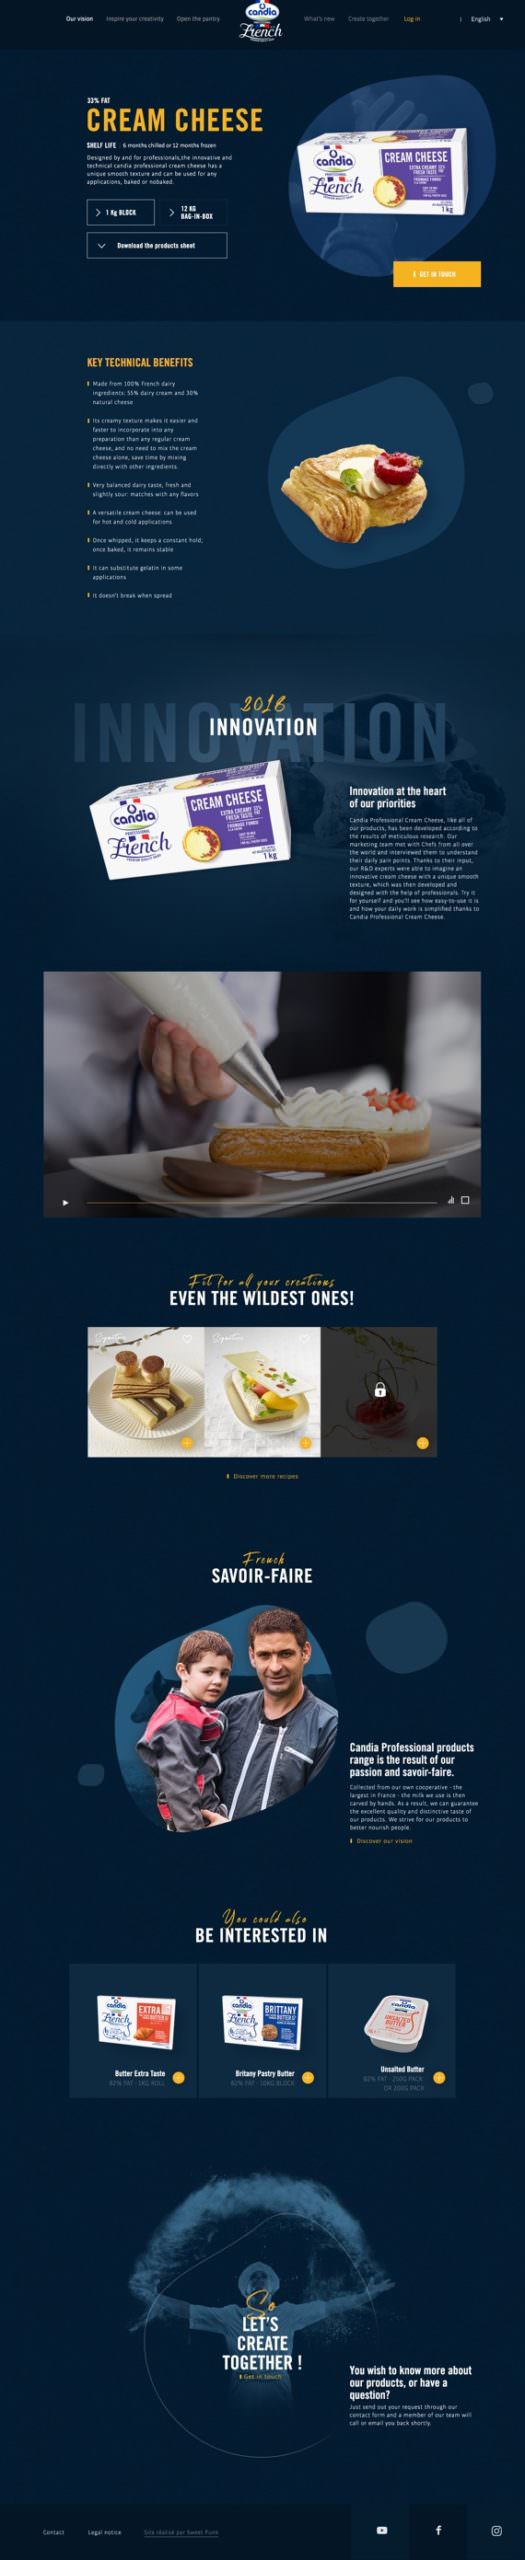 Our vision
Inspire your creativity
Open the pantry
candia
French
What's new
Create together
Log in
English
33% FAT
CREAM CHEESE
SHELF LIFE 6 months chilled or 12 months frozen
Designed by and for professionals,the innovative and
technical candia professional cream cheese has a
unique smooth texture and can be used for any
applications, baked or nobaked.
1 Kg BLOCK
12 KG
BAG-IN-BOX
Download the products sheet
candia
PROFESSIONAL
French
CREAM CHEESE
EXTRA CREAMY 33%
FRESH TASTE FAT
1 kg
GET IN TOUCH
KEY TECHNICAL BENEFITS
Made from 100% French dairy
ingredients: 55% dairy cream and 30%
natural cheese
Its creamy texture makes it easier and
faster to incorporate into any
preparation than any regular cream
cheese, and no need to mix the cream
cheese alone, save time by mixing
directly with other ingredients.
Very balanced dairy taste, fresh and
slightly sour: matches with any flavors
A versatile cream cheese: can be used
for hot and cold applications
Once whipped, it keeps a constant hold;
once baked, it remains stable
It can substitute gelatin in some
applications
It doesn't break when spread
INNOVATION
2016
INNOVATION
candia
PROFESSIONAL
French
CREAM CHEESE
EXTRA CREAMY 33%
FRESH TASTE FAT
1 kg
Innovation at the heart
of our priorities
Candia Professional Cream Cheese, like all of
our products, has been developed according to
the results of meticulous research. Our
marketing team met with Chefs from all over
the world and interviewed them to understand
their daily pain points. Thanks to their input,
our R&D experts were able to imagine an
innovative cream cheese with a unique smooth
texture, which was then developed and
designed with the help of professionals. Try it
for yourself and you'll see how easy-to-use it is
and how your daily work is simplified thanks to
Candia Professional Cream Cheese.
Fit for all your creations
EVEN THE WILDEST ONES!
Signature
Signature
Discover more recipes
French
SAVOIR-FAIRE
Candia Professional products
range is the result of our
passion and savoir-faire.
Collected from our own cooperative - the
largest in France - the milk we use is then
carved by hands. As a result, we can guarantee
the excellent quality and distinctive taste of
our products. We strive for our products to
better nourish people.
Discover our vision
You could also
BE INTERESTED IN
candia
French
EXTRA
candia
French
BRITTANY
candia
UNSALTED
BUTTER
Butter Extra Taste
82% FAT - 1KG ROLL
Britany Pastry Butter
82% FAT - 10KG BLOCK
Unsalted Butter
82% FAT - 250G PACK
OR 200G PACK
So
LET'S
CREATE
TOGETHER !
Get in touch
You wish to know more about
our products, or have a
question?
Just send out your request through our
contact form and a member of our team will
call or email you back shortly.
Contact
Legal notice
Site réalisé par Sweet Punk